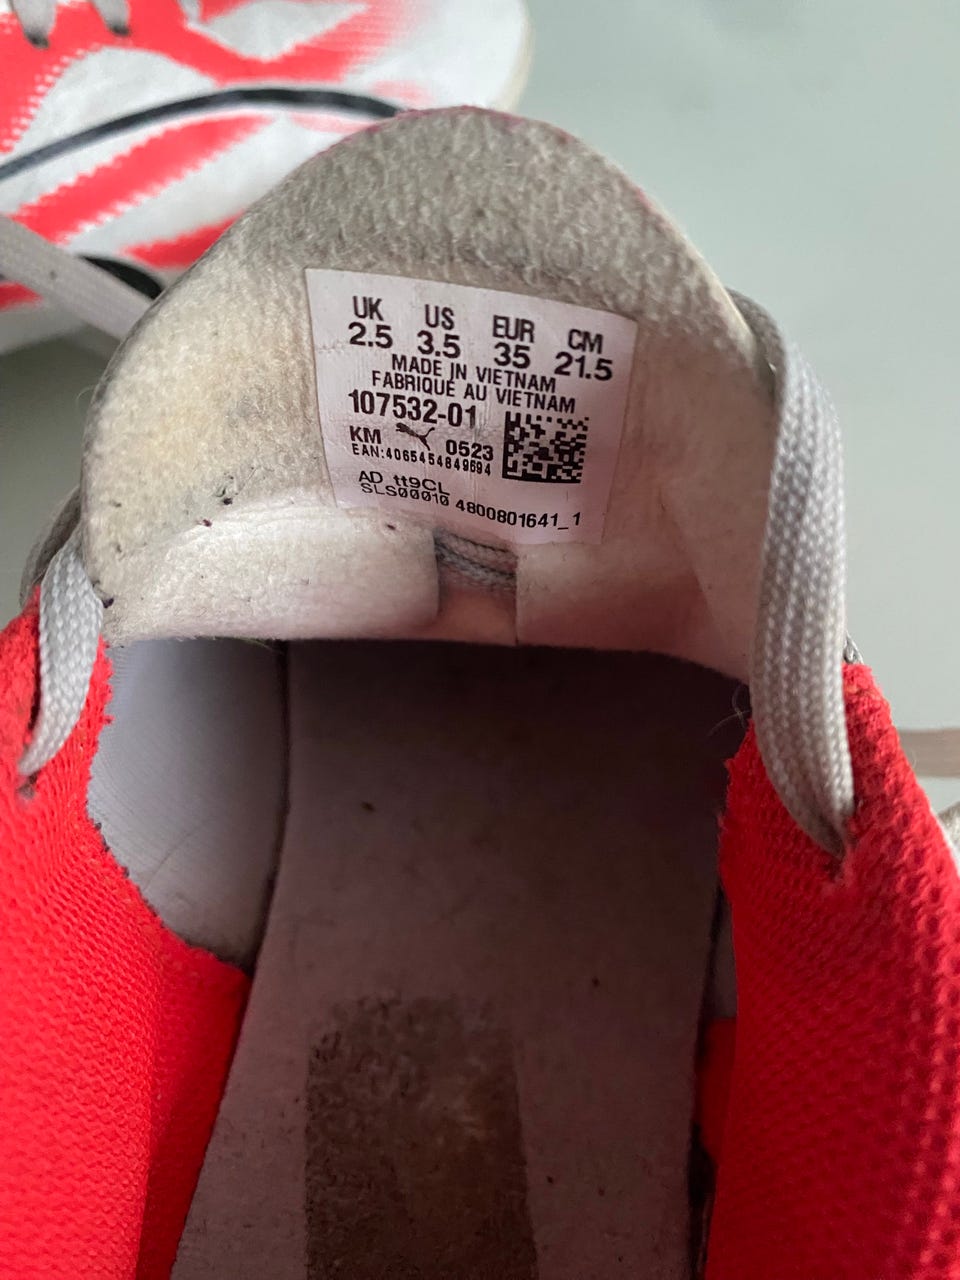 UK US EUR CM
2.5 3.5 35 21.5
MADE IN VIETNAM
FABRIQUÉ AU VIETNAM
107532-01
KM 0523
EAN:4065454849694
AD tt9CL
SLS00010 4800801641_1